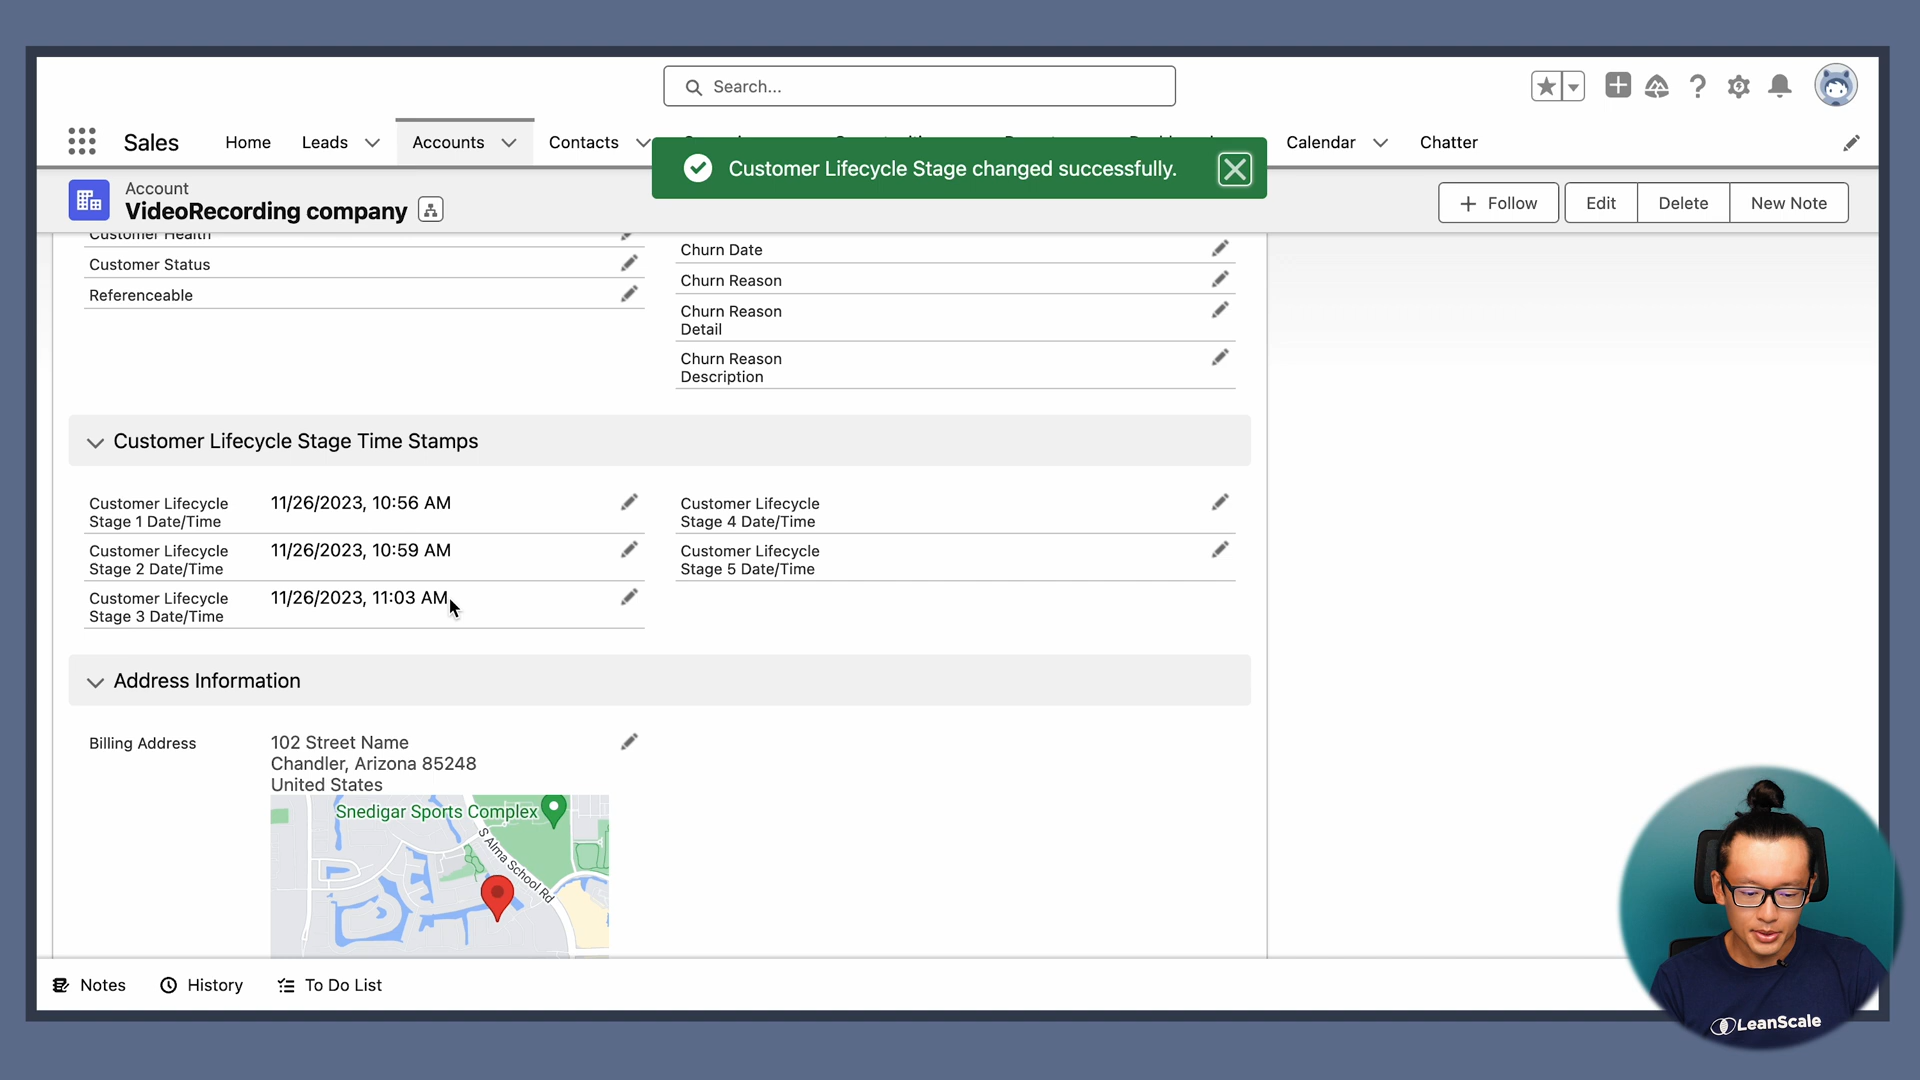 Search...
Sales
Home
Leads
Accounts
Contacts
Calendar
Chatter
Customer Lifecycle Stage changed successfully.
Account
VideoRecording company
Follow
Edit
Delete
New Note
Customer Health
Customer Status
Referenceable
Churn Date
Churn Reason
Churn Reason
Detail
Churn Reason
Description
Customer Lifecycle Stage Time Stamps
Customer Lifecycle
Stage 1 Date/Time
11/26/2023, 10:56 AM
Customer Lifecycle
Stage 2 Date/Time
11/26/2023, 10:59 AM
Customer Lifecycle
Stage 3 Date/Time
11/26/2023, 11:03 AM
Customer Lifecycle
Stage 4 Date/Time
Customer Lifecycle
Stage 5 Date/Time
Address Information
Billing Address
102 Street Name
Chandler, Arizona 85248
United States
Snedigar Sports Complex
S Alma School Rd
Notes
History
To Do List
LeanScale